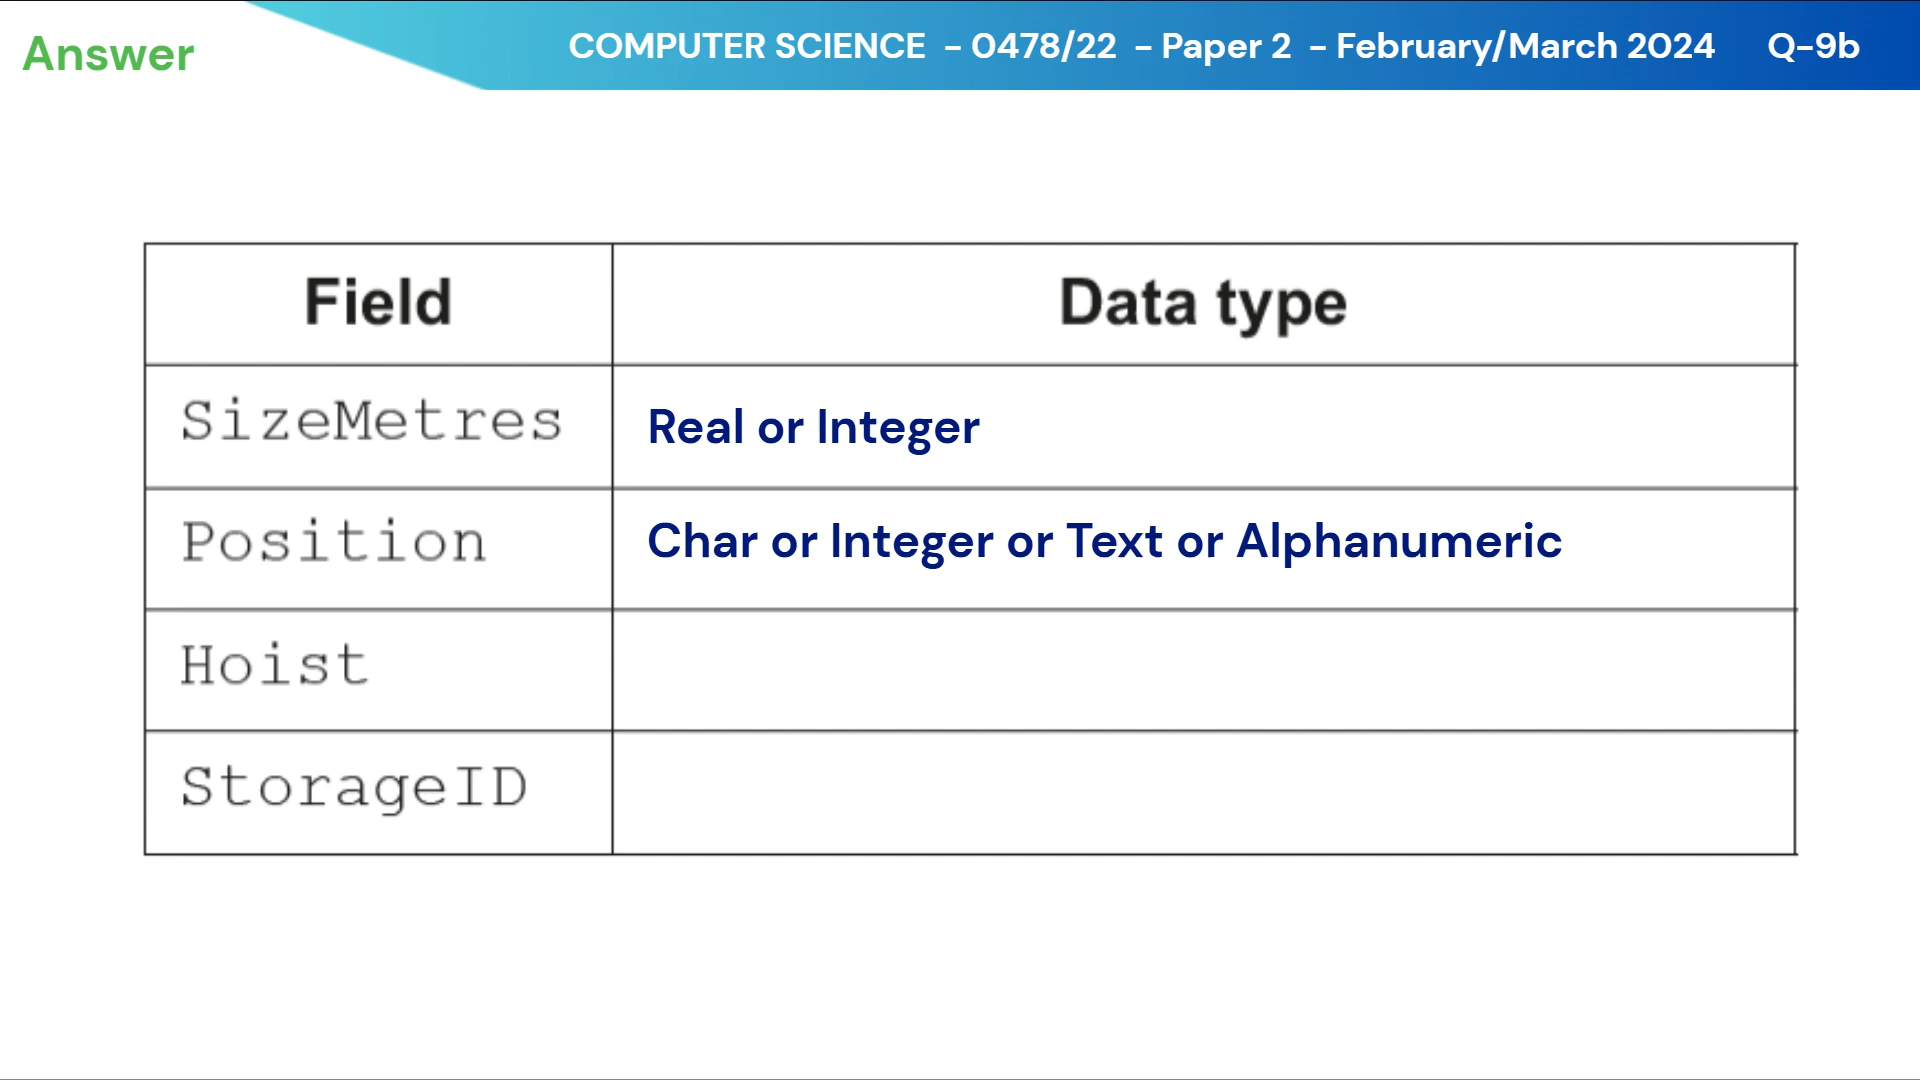 Answer
COMPUTER SCIENCE - 0478/22 - Paper 2 - February/March 2024 Q-9b
Field Data type
SizeMetres Real or Integer
Position Char or Integer or Text or Alphanumeric
Hoist
StorageID